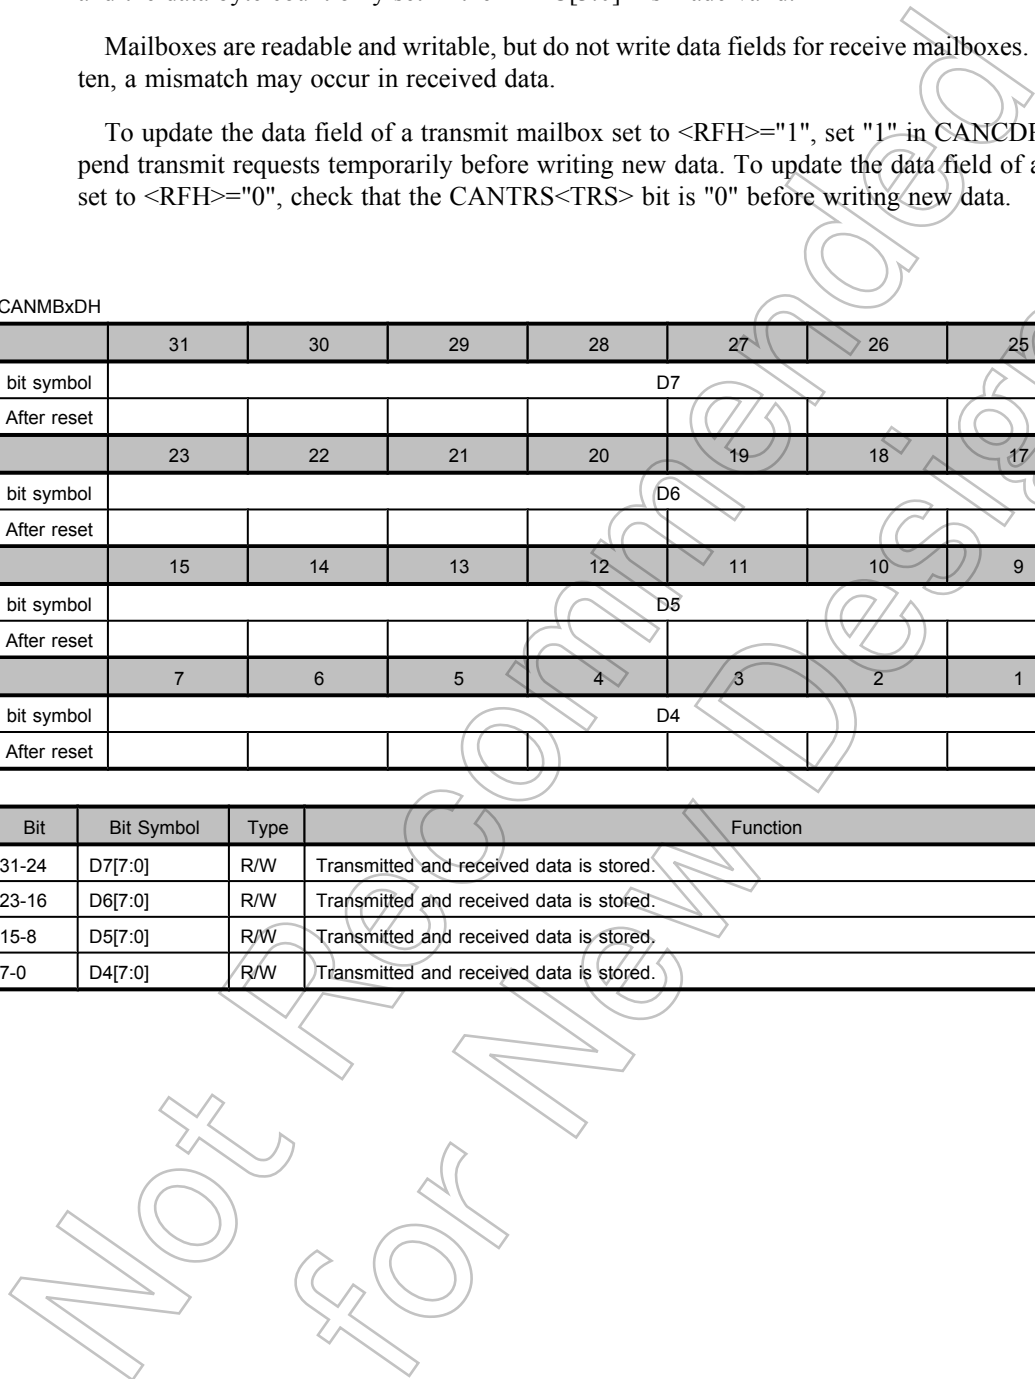 Mailboxes are readable and writable, but do not write data fields for receive mailboxes.
ten, a mismatch may occur in received data.
To update the data field of a transmit mailbox set to <RFH>="1", set "1" in
pend transmit requests temporarily before writing new data. To update the data field of
set to <RFH>="0", check that the CANTRS<TRS> bit is "0" before writing new data.
CANMBxDH
31 30 29 28 27 26 25
bit symbol D7
After reset
23 22 21 20 19 18 17
bit symbol D6
After reset
15 14 13 12 11 10 9
bit symbol D5
After reset
7 6 5 4 3 2 1
bit symbol D4
After reset
Bit Bit Symbol Type Function
31-24 D7[7:0] R/W Transmitted and received data is stored.
23-16 D6[7:0] R/W Transmitted and received data is stored.
15-8 D5[7:0] R/W Transmitted and received data is stored.
7-0 D4[7:0] R/W Transmitted and received data is stored.
Not Recommended
for New Design